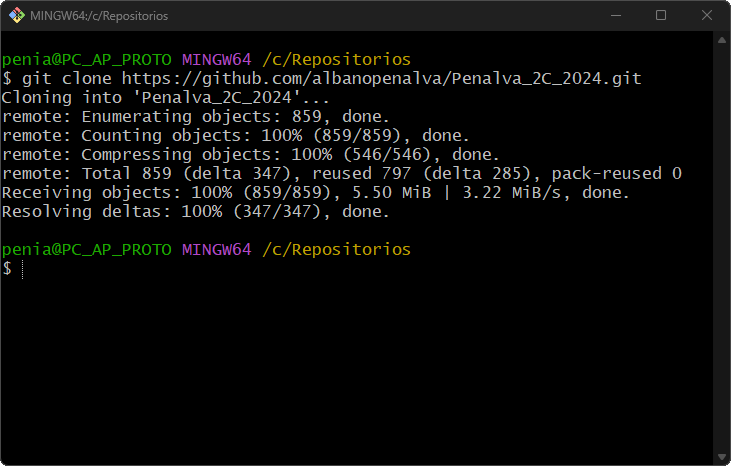 MINGW64:/c/Repositorios
penia@PC_AP_PROTO MINGW64 /c/Repositorios
$ git clone https://github.com/albanopenalva/Penalva_2C_2024.git
Cloning into 'Penalva_2C_2024'...
remote: Enumerating objects: 859, done.
remote: Counting objects: 100% (859/859), done.
remote: Compressing objects: 100% (546/546), done.
remote: Total 859 (delta 347), reused 797 (delta 285), pack-reused 0
Receiving objects: 100% (859/859), 5.50 MiB | 3.22 MiB/s, done.
Resolving deltas: 100% (347/347), done.
penia@PC_AP_PROTO MINGW64 /c/Repositorios
$